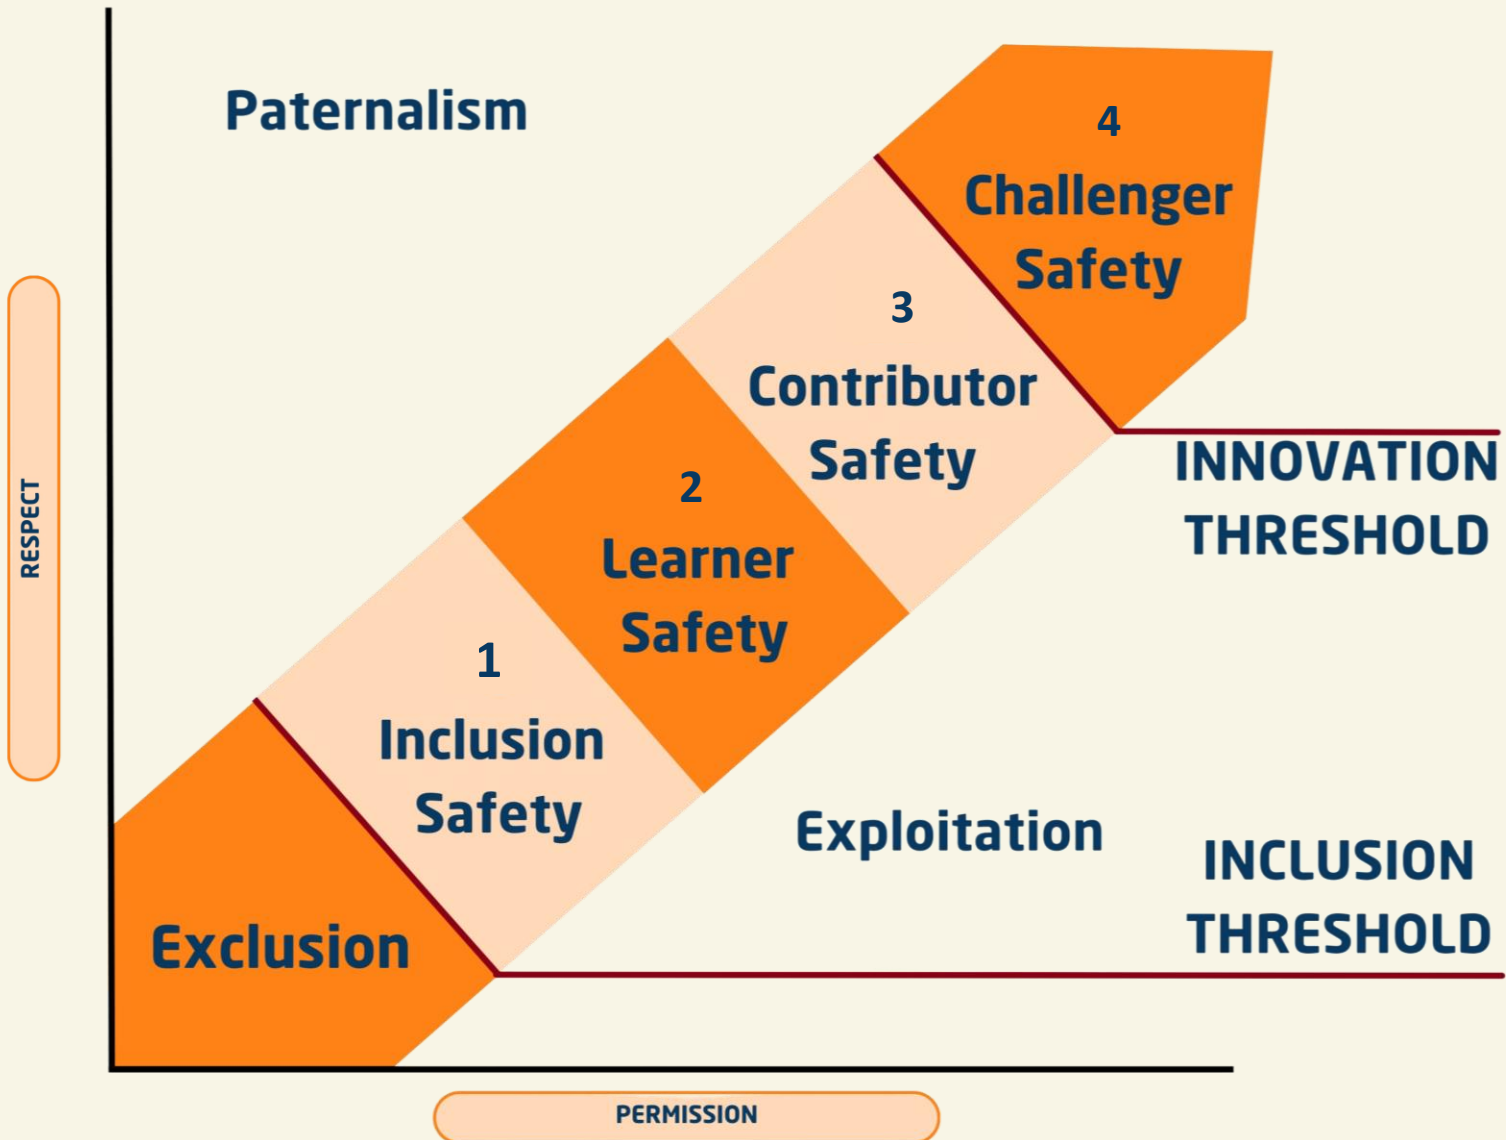 Paternalism
4
Challenger
Safety
3
Contributor
Safety
INNOVATION
THRESHOLD
2
Learner
Safety
RESPECT
1
Inclusion
Safety
Exploitation
INCLUSION
THRESHOLD
Exclusion
PERMISSION